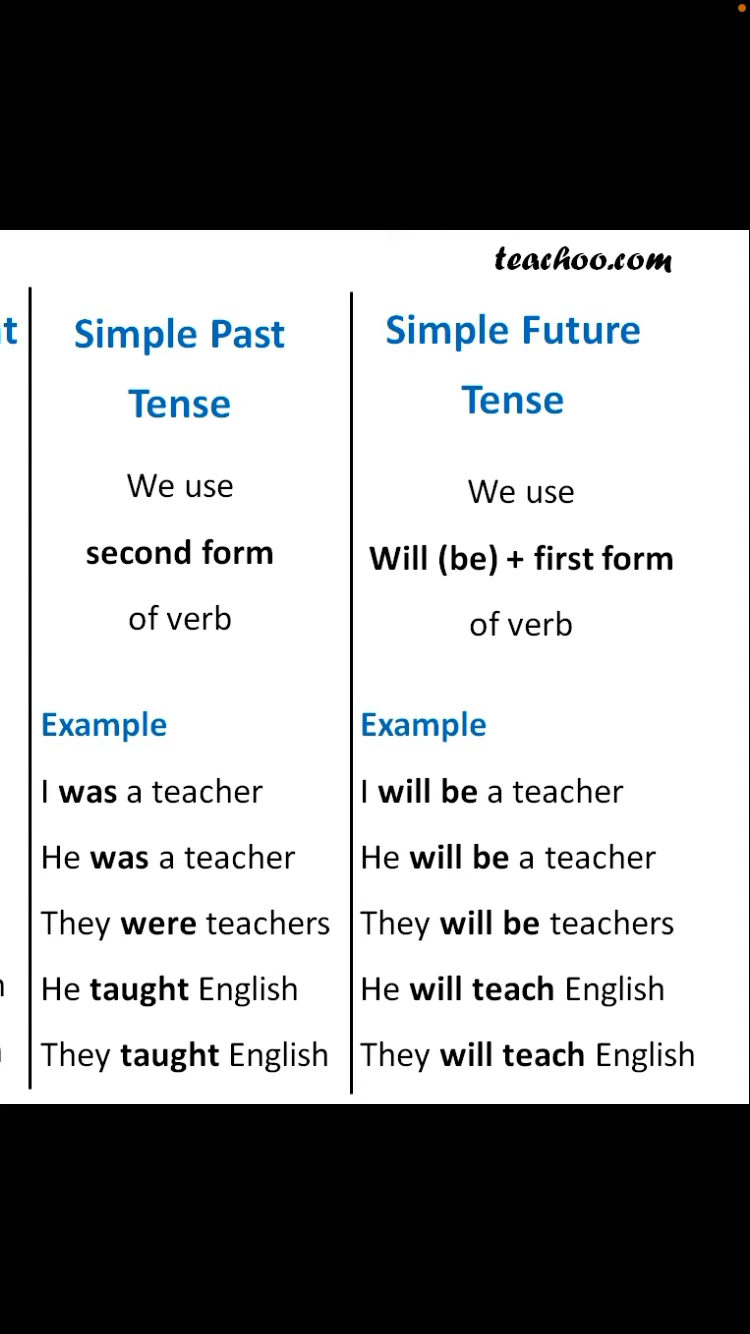 teachoo.com
Simple Past
Tense
We use
second form
of verb
Example
I was a teacher
He was a teacher
They were teachers
He taught English
They taught English
Simple Future
Tense
We use
Will (be) + first form
of verb
Example
I will be a teacher
He will be a teacher
They will be teachers
He will teach English
They will teach English